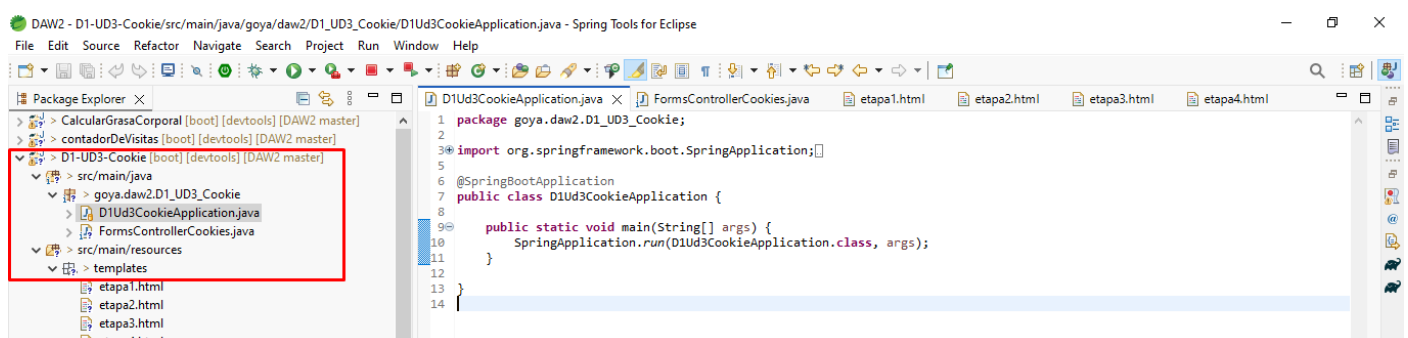 DAW2 - D1-UD3-Cookie/src/main/java/goya/daw2/D1_UD3_Cookie/D1Ud3CookieApplication.java - Spring Tools for Eclipse
File Edit Source Refactor Navigate Search Project Run Window Help
Package Explorer
> CalcularGrasaCorporal [boot] [devtools] [DAW2 master]
> contadorDeVisitas [boot] [devtools] [DAW2 master]
> D1-UD3-Cookie [boot] [devtools] [DAW2 master]
> src/main/java
> goya.daw2.D1_UD3_Cookie
D1Ud3CookieApplication.java
FormsControllerCookies.java
> src/main/resources
> templates
etapa1.html
etapa2.html
etapa3.html
D1Ud3CookieApplication.java FormsControllerCookies.java etapa1.html etapa2.html etapa3.html etapa4.html
1 package goya.daw2.D1_UD3_Cookie;
2
3 import org.springframework.boot.SpringApplication;
5
6 @SpringBootApplication
7 public class D1Ud3CookieApplication {
8
9 public static void main(String[] args) {
10 SpringApplication.run(D1Ud3CookieApplication.class, args);
11 }
12
13 }
14